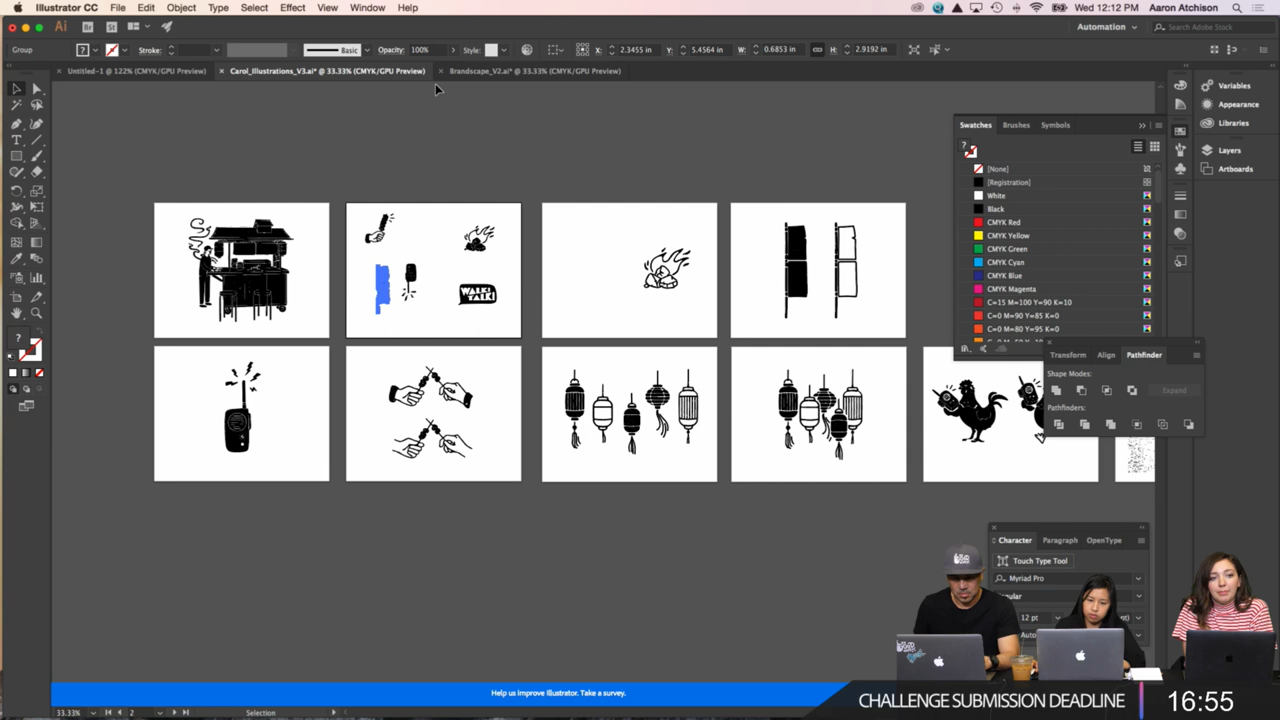 Illustrator CC File Edit Object Type Select Effect View Window Help
Wed 12:12 PM Aaron Atchison
Ai Br St Automation Search Adobe Stock
Group ? Stroke: Basic Opacity: 100% Style: X: 2.3455 in Y: 5.4564 in W: 0.6853 in H: 2.9192 in
Untitled-1 @ 122% (CMYK/GPU Preview)
Carol_Illustrations_V3.ai* @ 33.33% (CMYK/GPU Preview)
Brandscape_V2.ai* @ 33.33% (CMYK/GPU Preview)
Variables
Appearance
Libraries
Layers
Artboards
Swatches Brushes Symbols
?
[None]
[Registration]
White
Black
CMYK Red
CMYK Yellow
CMYK Green
CMYK Cyan
CMYK Blue
CMYK Magenta
C=15 M=100 Y=90 K=10
C=0 M=90 Y=85 K=0
C=0 M=80 Y=95 K=0
WALKI
TALKI
?
Transform Align Pathfinder
Shape Modes:
Expand
Pathfinders:
Character Paragraph OpenType
Touch Type Tool
Myriad Pro
12 pt
Help us improve Illustrator. Take a survey.
33.33% 2 Selection
CHALLENGE SUBMISSION DEADLINE 16:55